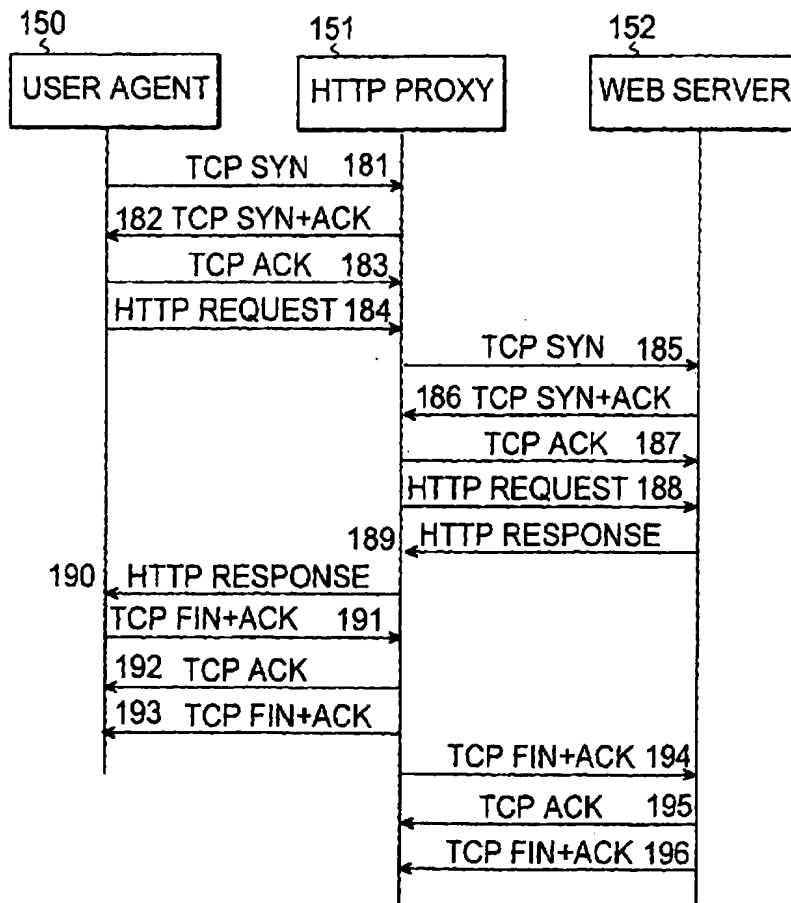 150 151 152
USER AGENT HTTP PROXY WEB SERVER
TCP SYN 181
182 TCP SYN+ACK
TCP ACK 183
HTTP REQUEST 184
TCP SYN 185
186 TCP SYN+ACK
TCP ACK 187
HTTP REQUEST 188
189 HTTP RESPONSE
190 HTTP RESPONSE
TCP FIN+ACK 191
192 TCP ACK
193 TCP FIN+ACK
TCP FIN+ACK 194
TCP ACK 195
TCP FIN+ACK 196